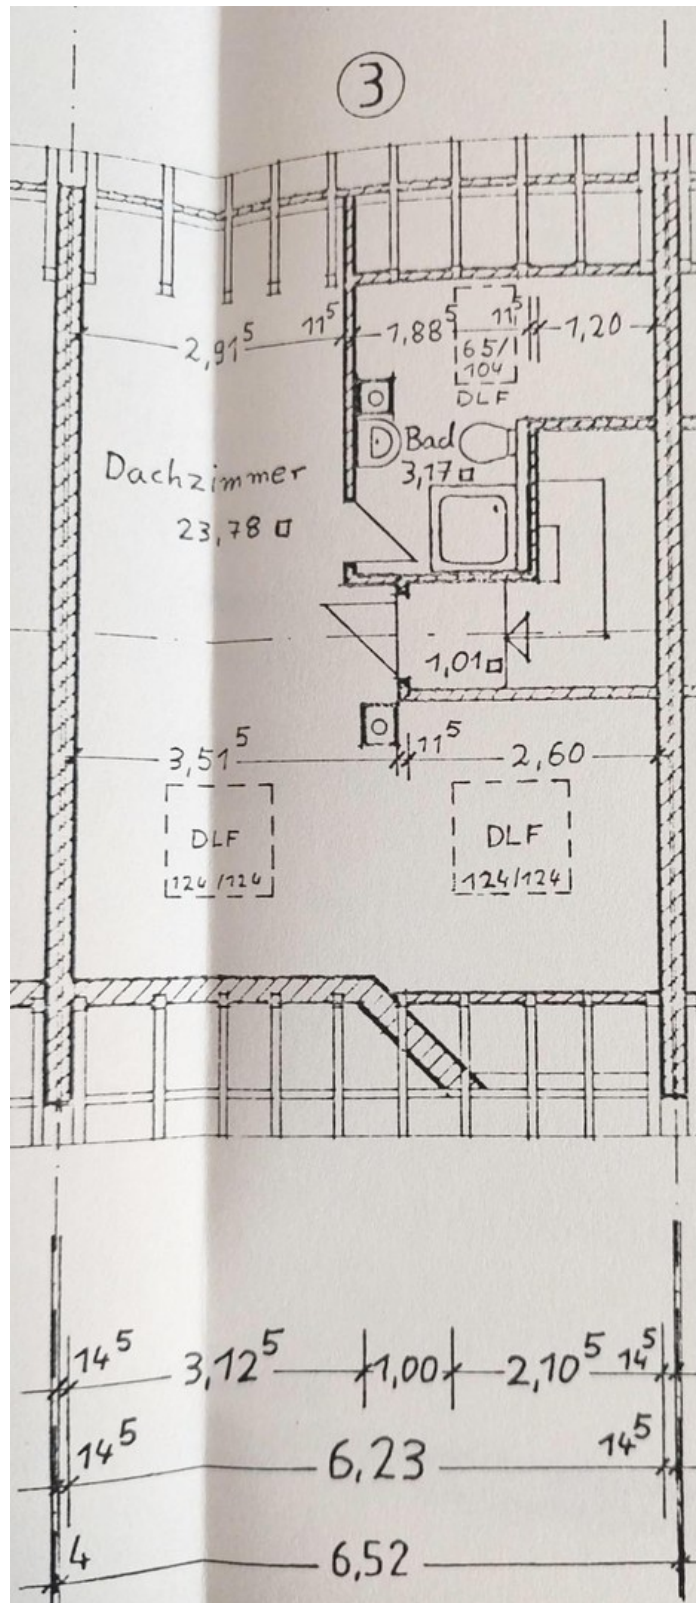 3
2,91⁵ 11⁵ 1,88⁵ 11⁵ 1,20
65/
104
DLF
Bad
3,17
Dachzimmer
23,78
1,01
3,51⁵ 11⁵ 2,60
DLF DLF
124/124 124/124
14⁵ 3,12⁵ 1,00 2,10⁵ 14⁵
14⁵ 6,23 14⁵
4 6,52